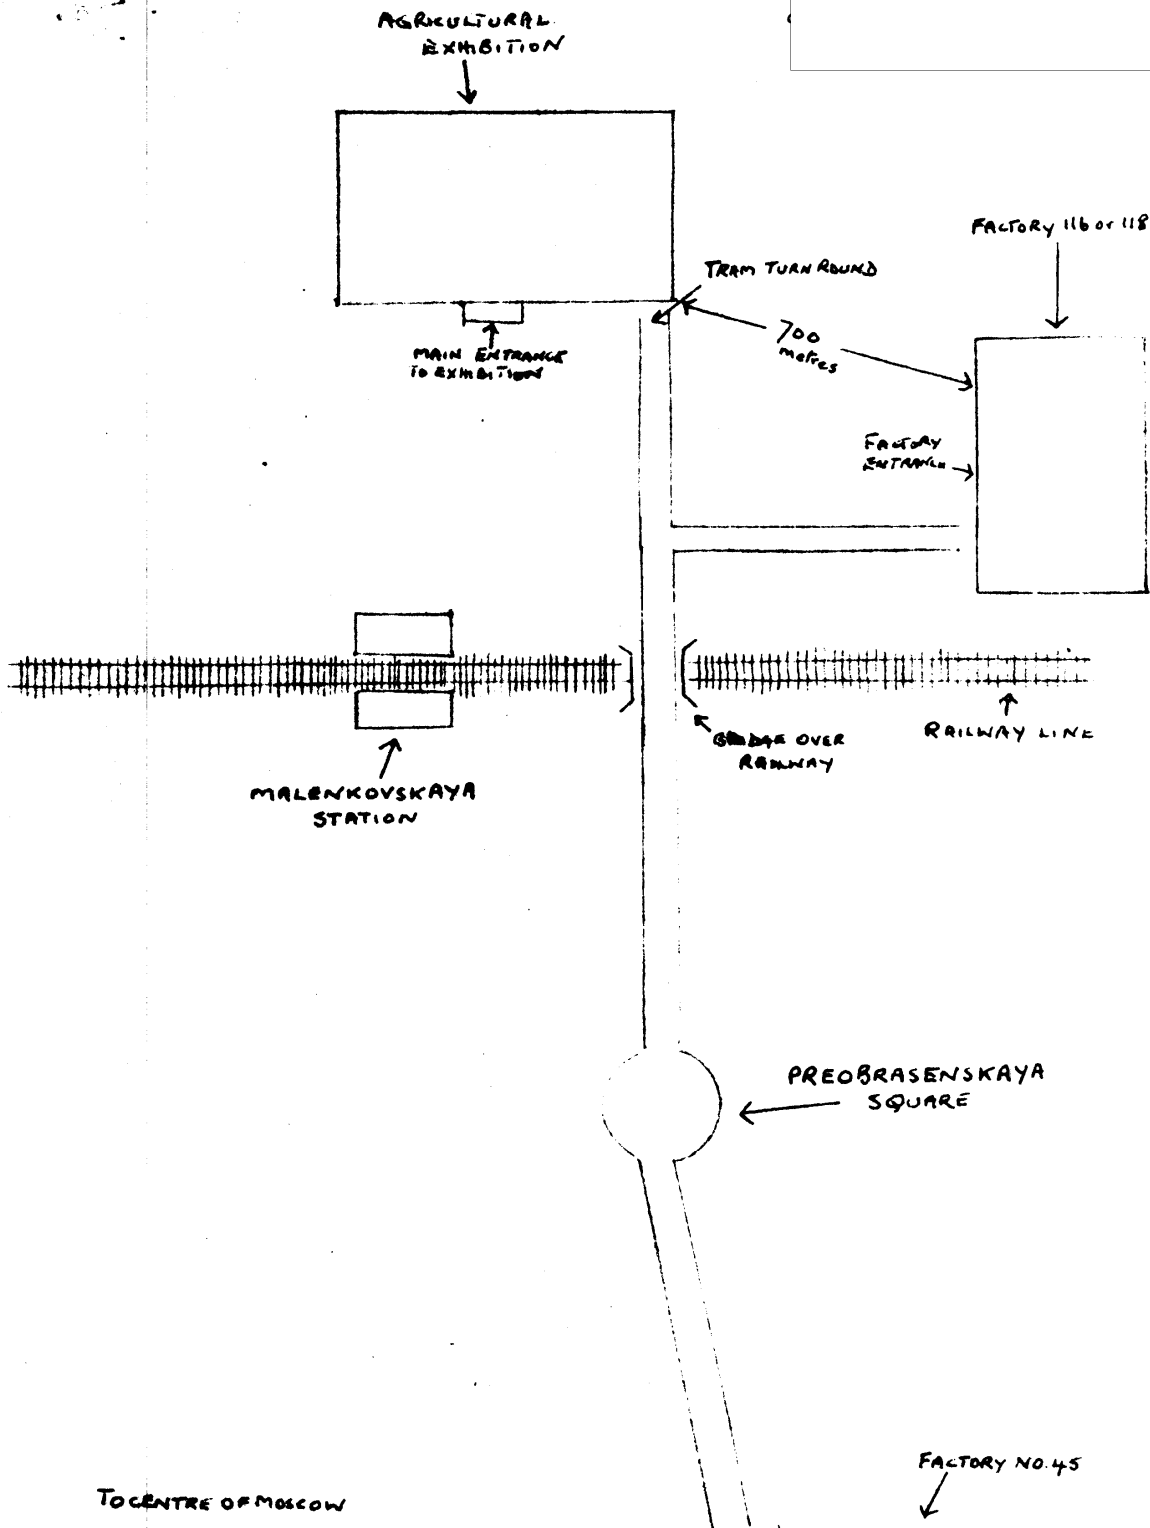 AGRICULTURAL
EXHIBITION
FACTORY 116 or 118
TRAM TURN ROUND
700
metres
MAIN ENTRANCE
TO EXHIBITION
FACTORY
ENTRANCE
BRIDGE OVER
RAILWAY
RAILWAY LINE
MALENKOVSKAYA
STATION
PREOBRASENSKAYA
SQUARE
FACTORY NO. 45
TO CENTRE OF MOSCOW